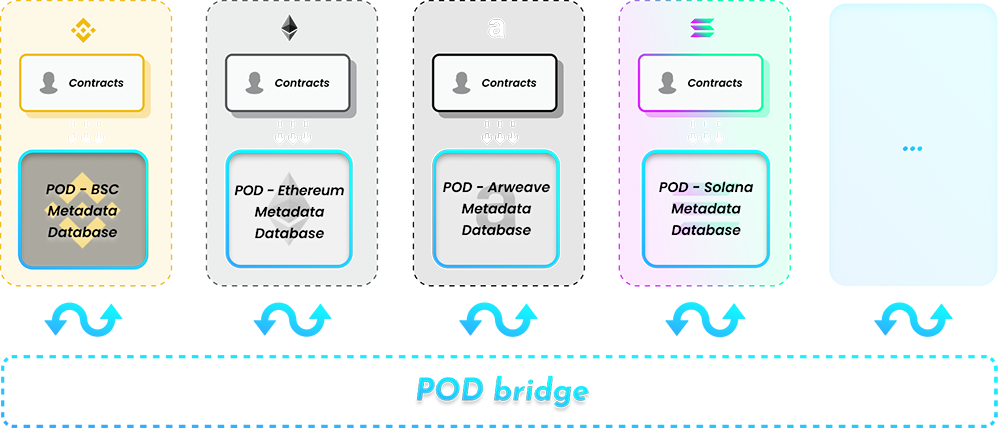 Contracts
POD - BSC
Metadata
Database
Contracts
POD - Ethereum
Metadata
Database
a
Contracts
a
POD - Arweave
Metadata
Database
Contracts
POD - Solana
Metadata
Database
...
POD bridge